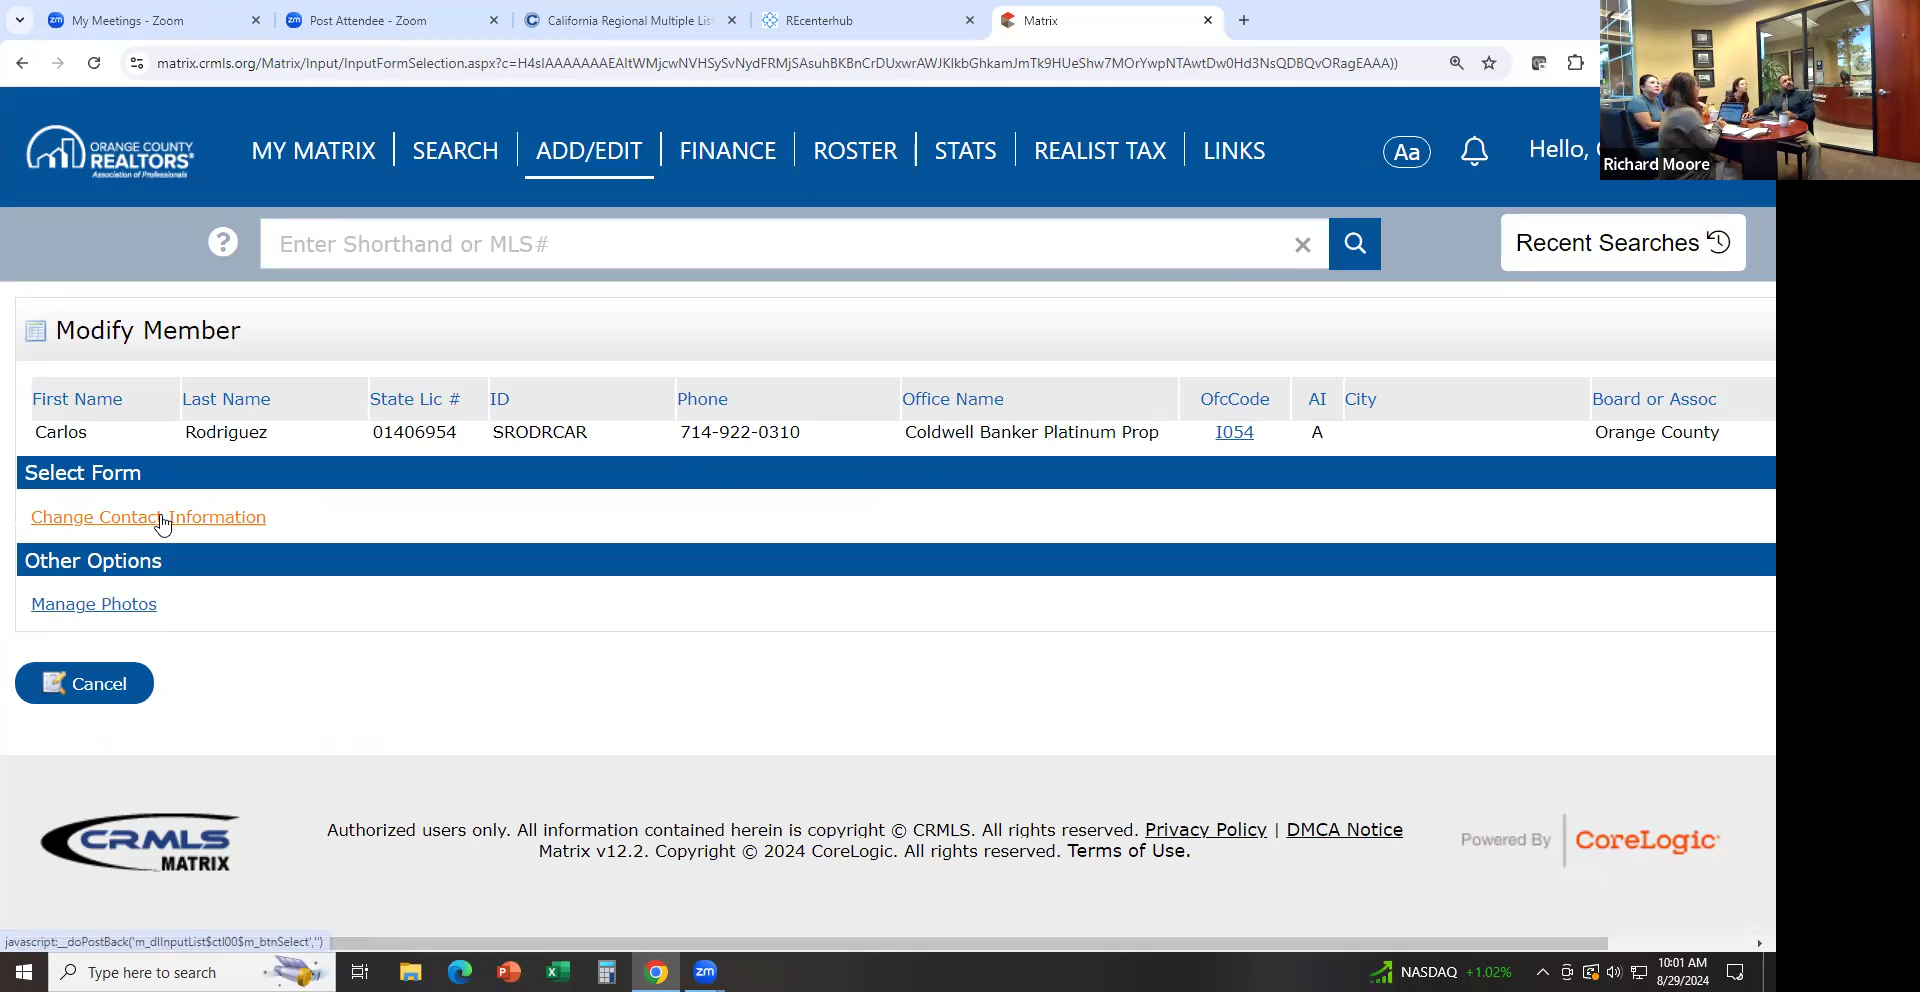 My Meetings - Zoom
Post Attendee - Zoom
California Regional Multiple Lis
REcenterhub
Matrix
matrix.crmls.org/Matrix/Input/InputFormSelection.aspx?c=H4sIAAAAAAAEAItWMjcwNVHSySvNydFRMjSAsuhBKBnCrDUxwrAWJKlkbGhkamJmTk9HUeShw7MOrYwpNTAwtDw0Hd3NsQDBQvORagEAAA))
ORANGE COUNTY
REALTORS®
Association of Professionals
MY MATRIX
SEARCH
ADD/EDIT
FINANCE
ROSTER
STATS
REALIST TAX
LINKS
Aa
Hello,
Richard Moore
?
Enter Shorthand or MLS#
Recent Searches
Modify Member
First Name Last Name State Lic # ID Phone Office Name OfcCode AI City Board or Assoc
Carlos Rodriguez 01406954 SRODRCAR 714-922-0310 Coldwell Banker Platinum Prop I054 A Orange County
Select Form
Change Contact Information
Other Options
Manage Photos
Cancel
CRMLS
MATRIX
Authorized users only. All information contained herein is copyright © CRMLS. All rights reserved. Privacy Policy | DMCA Notice
Matrix v12.2. Copyright © 2024 CoreLogic. All rights reserved. Terms of Use.
Powered By
CoreLogic
javascript:__doPostBack('m_dlInputList$ctl00$m_btnSelect','')
Type here to search
zm
NASDAQ +1.02%
10:01 AM
8/29/2024